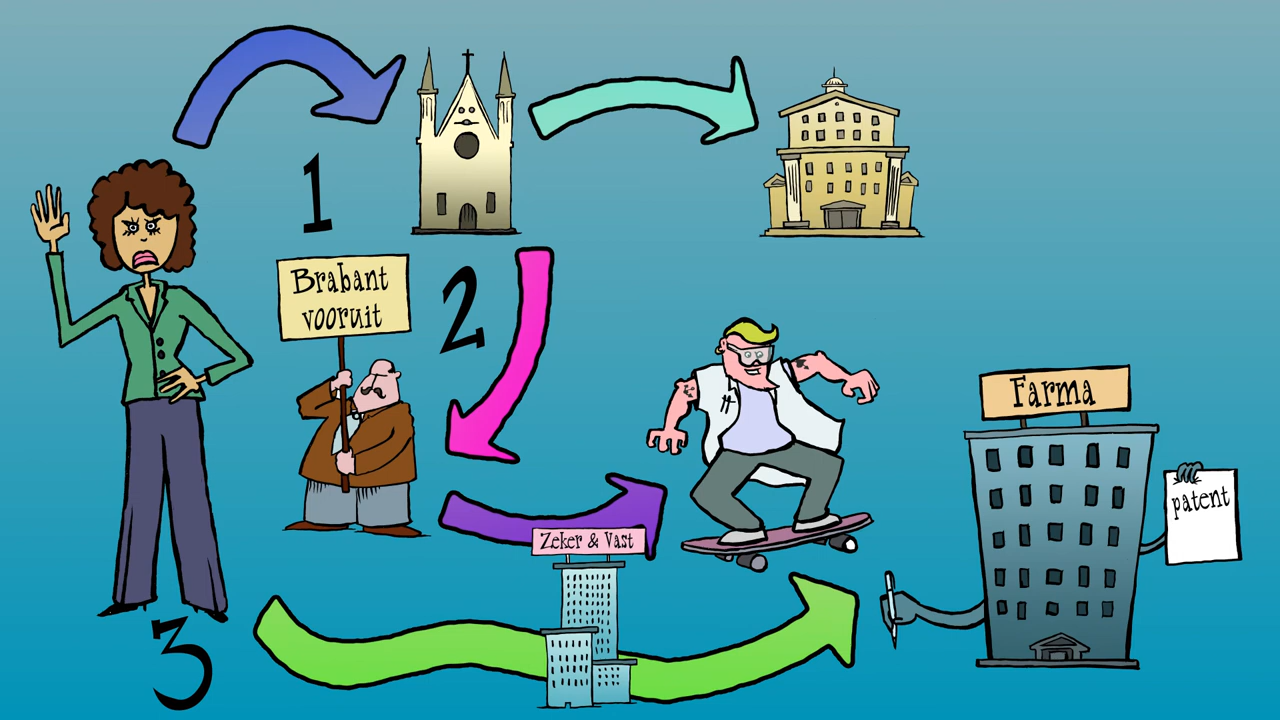 1
Brabant
vooruit
2
Farma
patent
Zeker & Vast
3